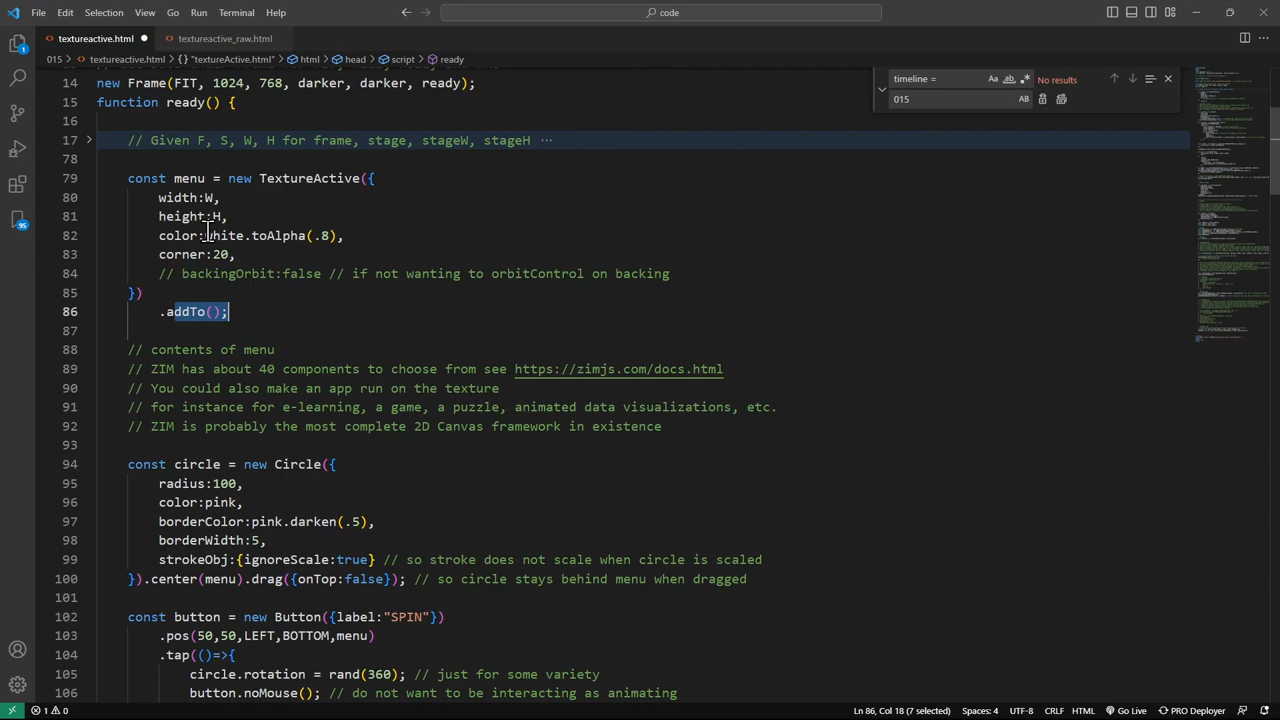 File Edit Selection View Go Run Terminal Help
code
textureactive.html
textureactive_raw.html
015 > textureactive.html > {} "textureActive.html" > html > head > script > ready
timeline =
No results
015
14 new Frame(FIT, 1024, 768, darker, darker, ready);
15 function ready() {
16
17 // Given F, S, W, H for frame, stage, stageW, stageH ...
78
79 const menu = new TextureActive({
80 width:W,
81 height:H,
82 color:white.toAlpha(.8),
83 corner:20,
84 // backingOrbit:false // if not wanting to orbitControl on backing
85 })
86 .addTo();
87
88 // contents of menu
89 // ZIM has about 40 components to choose from see https://zimjs.com/docs.html
90 // You could also make an app run on the texture
91 // for instance for e-learning, a game, a puzzle, animated data visualizations, etc.
92 // ZIM is probably the most complete 2D Canvas framework in existence
93
94 const circle = new Circle({
95 radius:100,
96 color:pink,
97 borderColor:pink.darken(.5),
98 borderWidth:5,
99 strokeObj:{ignoreScale:true} // so stroke does not scale when circle is scaled
100 }).center(menu).drag({onTop:false}); // so circle stays behind menu when dragged
101
102 const button = new Button({label:"SPIN"})
103 .pos(50,50,LEFT,BOTTOM,menu)
104 .tap(()=>{
105 circle.rotation = rand(360); // just for some variety
106 button.noMouse(); // do not want to be interacting as animating
1 0 Ln 86, Col 18 (7 selected) Spaces: 4 UTF-8 CRLF HTML Go Live PRO Deployer